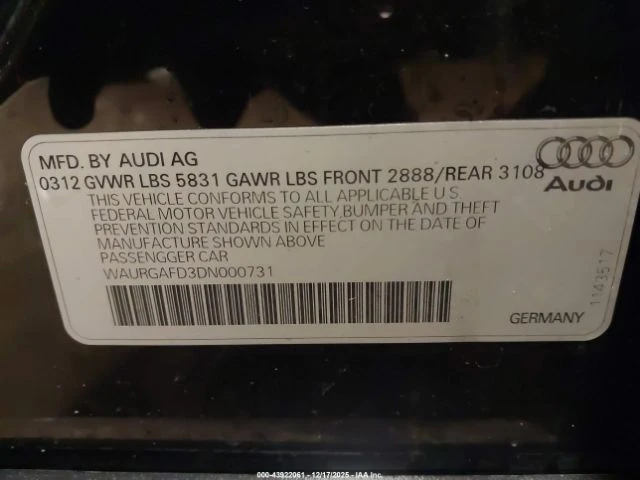 MFD. BY AUDI AG
0312 GVWR LBS 5831 GAWR LBS FRONT 2888/REAR 3108
THIS VEHICLE CONFORMS TO ALL APPLICABLE U.S.
FEDERAL MOTOR VEHICLE SAFETY,BUMPER AND THEFT
PREVENTION STANDARDS IN EFFECT ON THE DATE OF
MANUFACTURE SHOWN ABOVE
PASSENGGER CAR
WAURGAFD3DN000731
Audi
1143517
GERMANY
000-43922061 - 12/17/2025 - Copart, Inc.